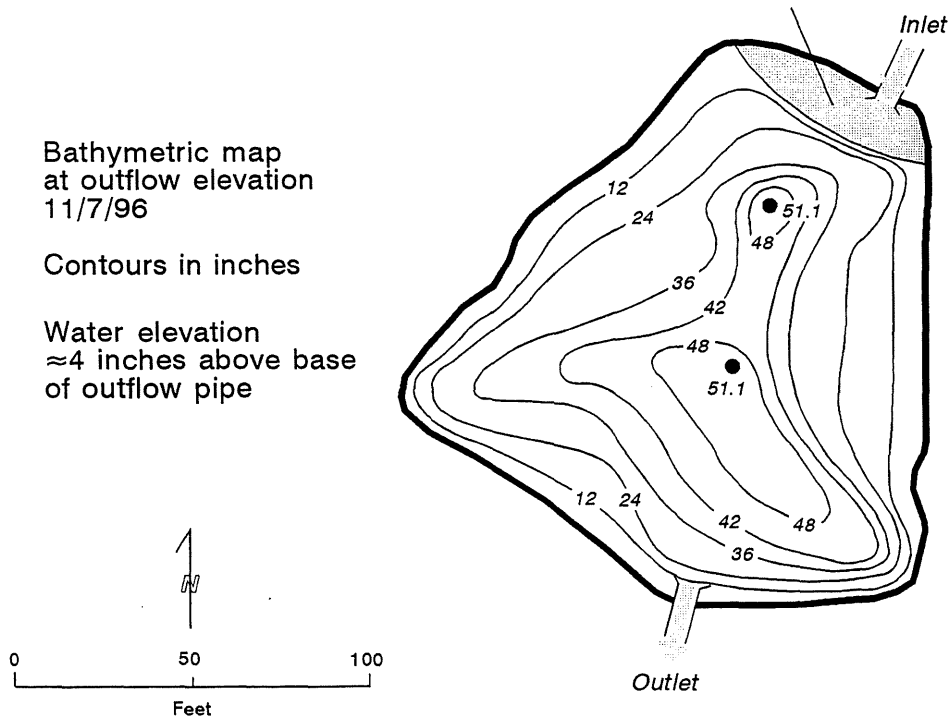 Inlet
Bathymetric map
at outflow elevation
11/7/96
Contours in inches
Water elevation
≈4 inches above base
of outflow pipe
12
24
51.1
48
36
42
48
51.1
12
24
42
48
36
N
0 50 100
Feet
Outlet